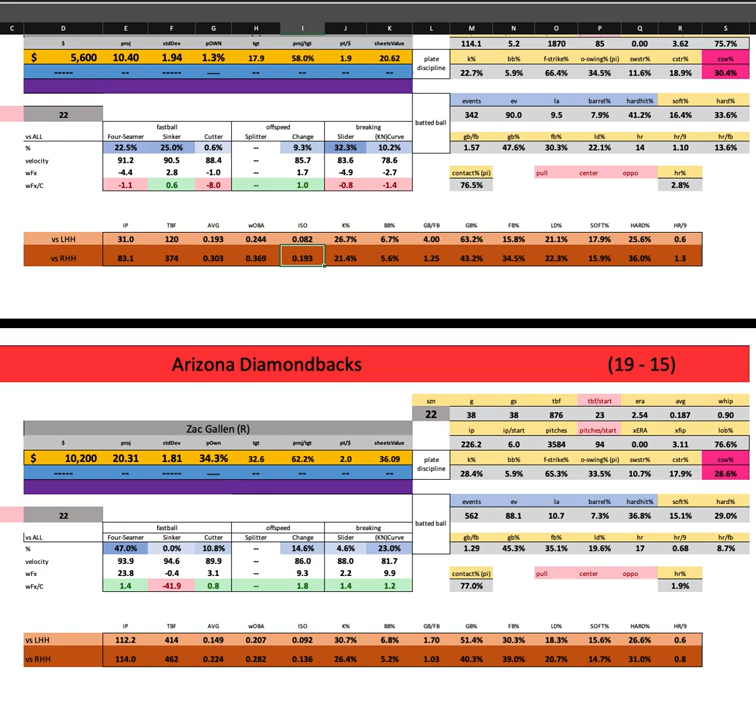 C D E F G H I J K L M N O P Q R S
$ proj stdDev pOWN tgt proj/tgt pt/$ sheetsValue 114.1 5.2 1870 85 0.00 3.62 75.7%
$ 5,600 10.40 1.94 1.3% 17.9 58.0% 1.9 20.62 plate discipline k% bb% f-strike% o-swing% (pi) swstr% cstr% csw%
----- -- ----- ___ -- -- -- -- 22.7% 5.9% 66.4% 34.5% 11.6% 18.9% 30.4%
events ev la barrel% hardhit% soft% hard%
22 batted ball 342 90.0 9.5 7.9% 41.2% 16.4% 33.6%
fastball offspeed breaking
vs ALL Four-Seamer Sinker Cutter Splitter Change Slider (KN)Curve gb/fb gb% fb% ld% hr hr/9 hr/fb
% 22.5% 25.0% 0.6% -- 9.3% 32.3% 10.2% 1.57 47.6% 30.3% 22.1% 14 1.10 13.6%
velocity 91.2 90.5 88.4 -- 85.7 83.6 78.6
wFx -4.4 2.8 -1.0 -- 1.7 -4.9 -2.7 contact% (pi) pull center oppo hr%
wFx/C -1.1 0.6 -8.0 -- 1.0 -0.8 -1.4 76.5% 2.8%
IP TBF AVG wOBA ISO K% BB% GB/FB GB% FB% LD% SOFT% HARD% HR/9
vs LHH 31.0 120 0.193 0.244 0.082 26.7% 6.7% 4.00 63.2% 15.8% 21.1% 17.9% 25.6% 0.6
vs RHH 83.1 374 0.303 0.369 0.193 21.4% 5.6% 1.25 43.2% 34.5% 22.3% 15.9% 36.0% 1.3
Arizona Diamondbacks (19 - 15)
szn g gs tbf tbf/start era avg whip
22 38 38 876 23 2.54 0.187 0.90
Zac Gallen (R) ip ip/start pitches pitches/start xERA xfip lob%
$ proj stdDev pOwn tgt proj/tgt pt/$ sheetsValue 226.2 6.0 3584 94 0.00 3.11 76.6%
$ 10,200 20.31 1.81 34.3% 32.6 62.2% 2.0 36.09 plate discipline k% bb% f-strike% o-swing% (pi) swstr% cstr% csw%
----- -- ----- ___ -- -- -- -- 28.4% 5.9% 65.3% 33.5% 10.7% 17.9% 28.6%
events ev la barrel% hardhit% soft% hard%
22 batted ball 562 88.1 10.7 7.3% 36.8% 15.1% 29.0%
fastball offspeed breaking
vs ALL Four-Seamer Sinker Cutter Splitter Change Slider (KN)Curve gb/fb gb% fb% ld% hr hr/9 hr/fb
% 47.0% 0.0% 10.8% -- 14.6% 4.6% 23.0% 1.29 45.3% 35.1% 19.6% 17 0.68 8.7%
velocity 93.9 94.6 89.9 -- 86.0 88.0 81.7
wFx 23.8 -0.4 3.1 -- 9.3 2.2 9.9 contact% (pi) pull center oppo hr%
wFx/C 1.4 -41.9 0.8 -- 1.8 1.4 1.2 77.0% 1.9%
IP TBF AVG wOBA ISO K% BB% GB/FB GB% FB% LD% SOFT% HARD% HR/9
vs LHH 112.2 414 0.149 0.207 0.092 30.7% 6.8% 1.70 51.4% 30.3% 18.3% 15.6% 26.6% 0.6
vs RHH 114.0 462 0.224 0.282 0.136 26.4% 5.2% 1.03 40.3% 39.0% 20.7% 14.7% 31.0% 0.8